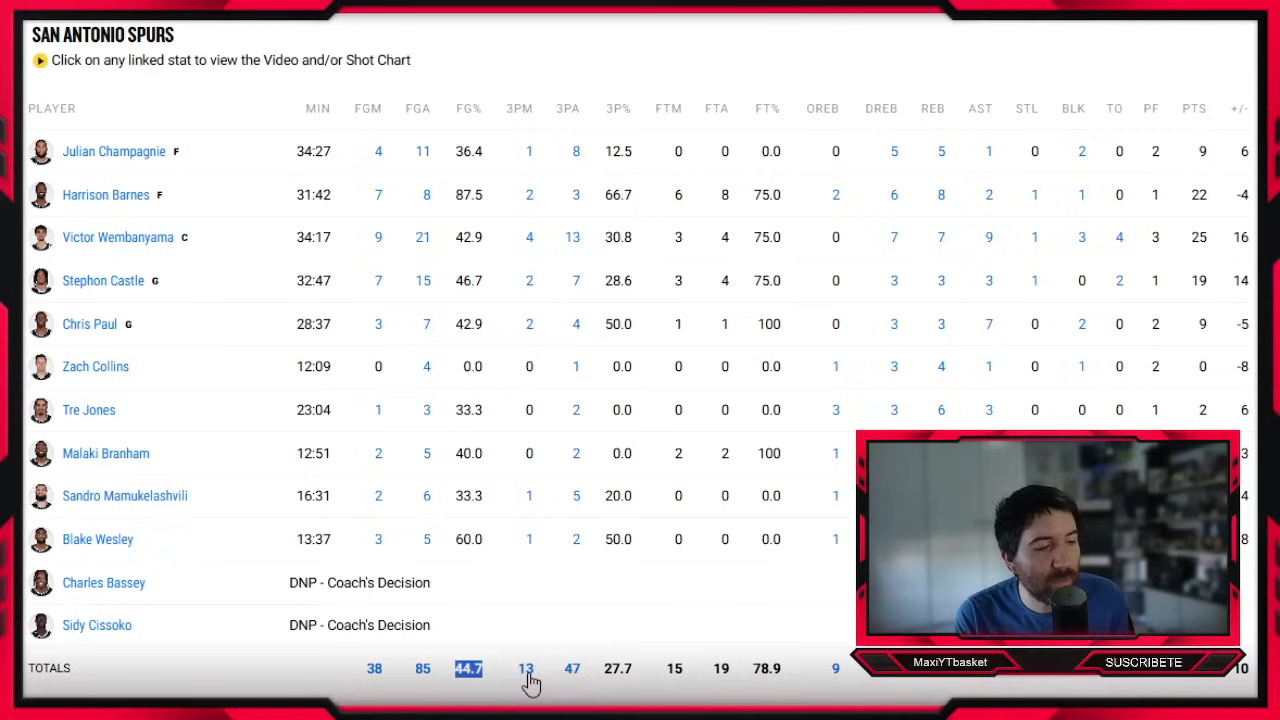 SAN ANTONIO SPURS
Click on any linked stat to view the Video and/or Shot Chart
PLAYER MIN FGM FGA FG% 3PM 3PA 3P% FTM FTA FT% OREB DREB REB AST STL BLK TO PF PTS +/-
Julian Champagnie F 34:27 4 11 36.4 1 8 12.5 0 0 0.0 0 5 5 1 0 2 0 2 9 6
Harrison Barnes F 31:42 7 8 87.5 2 3 66.7 6 8 75.0 2 6 8 2 1 1 0 1 22 -4
Victor Wembanyama C 34:17 9 21 42.9 4 13 30.8 3 4 75.0 0 7 7 9 1 3 4 3 25 16
Stephon Castle G 32:47 7 15 46.7 2 7 28.6 3 4 75.0 0 3 3 3 1 0 2 1 19 14
Chris Paul G 28:37 3 7 42.9 2 4 50.0 1 1 100 0 3 3 7 0 2 0 2 9 -5
Zach Collins 12:09 0 4 0.0 0 1 0.0 0 0 0.0 1 3 4 1 0 1 0 2 0 -8
Tre Jones 23:04 1 3 33.3 0 2 0.0 0 0 0.0 3 3 6 3 0 0 0 1 2 6
Malaki Branham 12:51 2 5 40.0 0 2 0.0 2 2 100 1 3
Sandro Mamukelashvili 16:31 2 6 33.3 1 5 20.0 0 0 0.0 1 4
Blake Wesley 13:37 3 5 60.0 1 2 50.0 0 0 0.0 1 8
Charles Bassey DNP - Coach's Decision
Sidy Cissoko DNP - Coach's Decision
TOTALS 38 85 44.7 13 47 27.7 15 19 78.9 9 10
MaxiYTbasket SUSCRIBETE